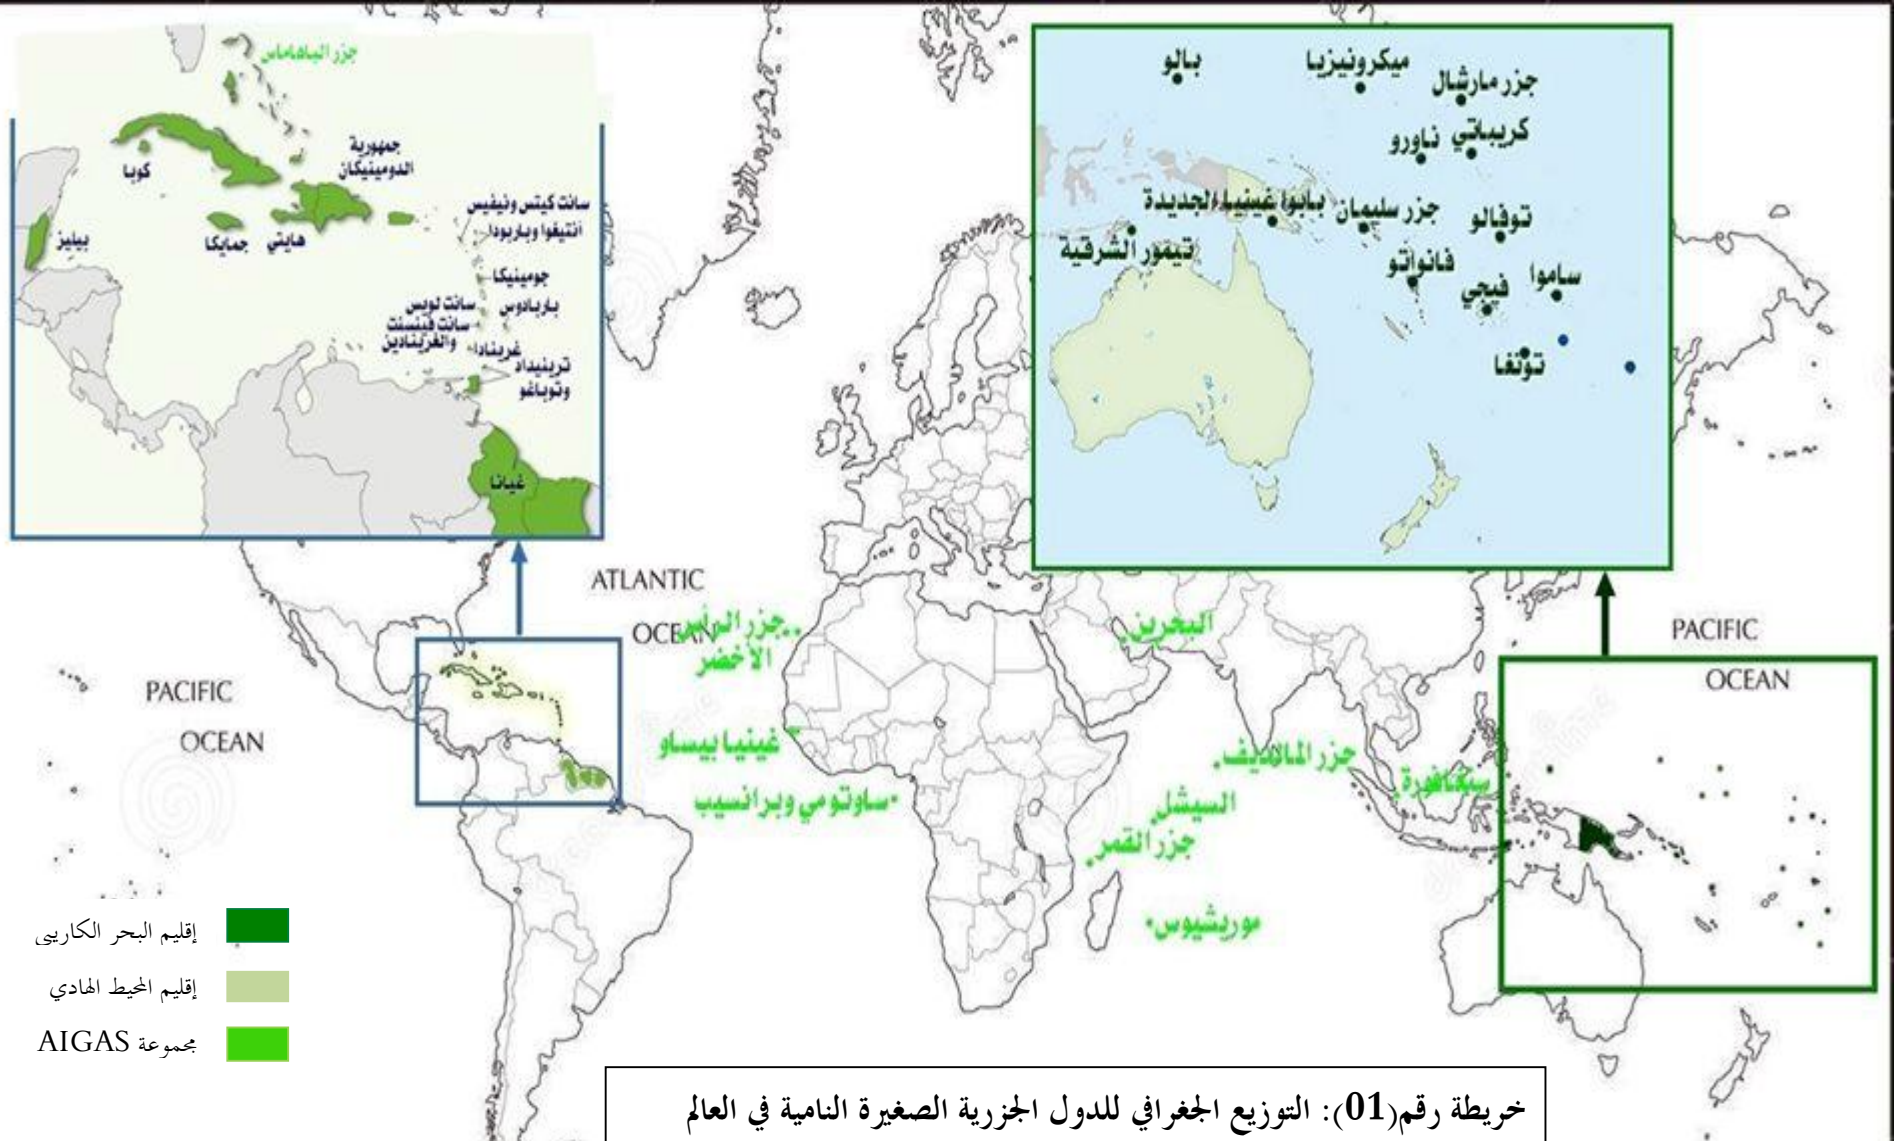 جزر الباهاماس
كوبا
جمهورية
الدومينيكان
بيليز
جمايكا
هايتي
سانت كيتس ونيفيس
أنتيغوا وباربودا
جومينيكا
سانت لويس
باربادوس
سانت فينسنت
والغرينادين
غرينادا
ترينيداد
وتوباغو
غيانا
بالو
ميكرونيزيا
جزر مارشال
ناورو
كريباتي
بابوا غينيا الجديدة
جزر سليمان
توفالو
تيمور الشرقية
فانواتو
ساموا
فيجي
تونغا
ATLANTIC
OCEAN
جزر الرأس
الأخضر
البحرين
PACIFIC
OCEAN
PACIFIC
OCEAN
غينيا بيساو
ساوتومي وبرانسيب
جزر المالديف
سنغافورة
السيشل
جزر القمر
موريشيوس
إقليم البحر الكاريبي
إقليم المحيط الهادي
مجموعة AIGAS
خريطة رقم(01): التوزيع الجغرافي للدول الجزرية الصغيرة النامية في العالم